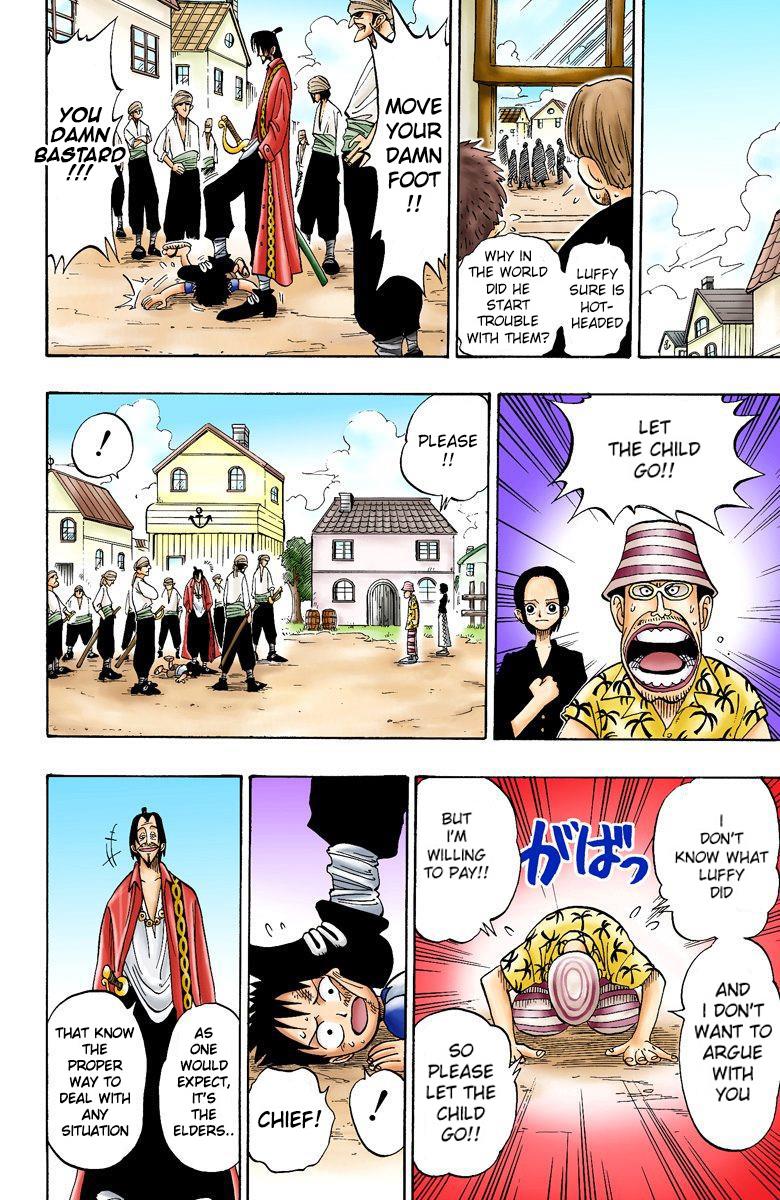 LUFFY
SURE IS
HOT-
HEADED
WHY IN
THE WORLD
DID HE
START
TROUBLE
WITH THEM?
MOVE
YOUR
DAMN
FOOT
!!
YOU
DAMN
BASTARD
!!!
LET
THE CHILD
GO!!
PLEASE
!!
!
I
DON'T
KNOW WHAT
LUFFY
DID
AND
I DON'T
WANT TO
ARGUE
WITH
YOU
がばっ
BUT
I'M
WILLING
TO PAY!!
SO
PLEASE
LET THE
CHILD
GO!!
!
CHIEF!
AS
ONE
WOULD
EXPECT,
IT'S
THE
ELDERS..
THAT KNOW
THE
PROPER
WAY TO
DEAL WITH
ANY
SITUATION